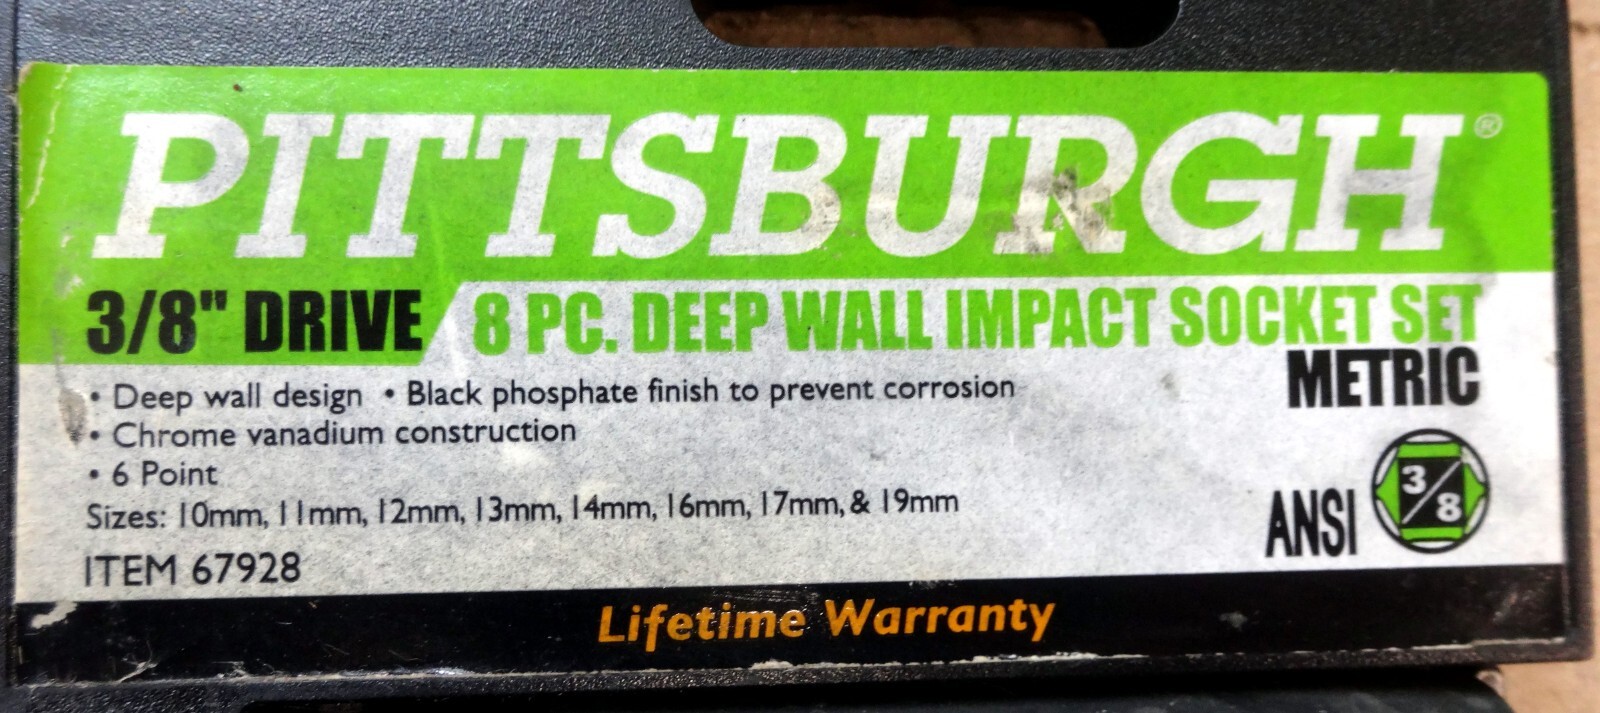 PITTSBURGH®
3/8" DRIVE 8 PC. DEEP WALL IMPACT SOCKET SET
METRIC
• Deep wall design • Black phosphate finish to prevent corrosion
• Chrome vanadium construction
• 6 Point
Sizes: 10mm, 11mm, 12mm, 13mm, 14mm, 16mm, 17mm, & 19mm
ANSI 3/8
ITEM 67928
Lifetime Warranty